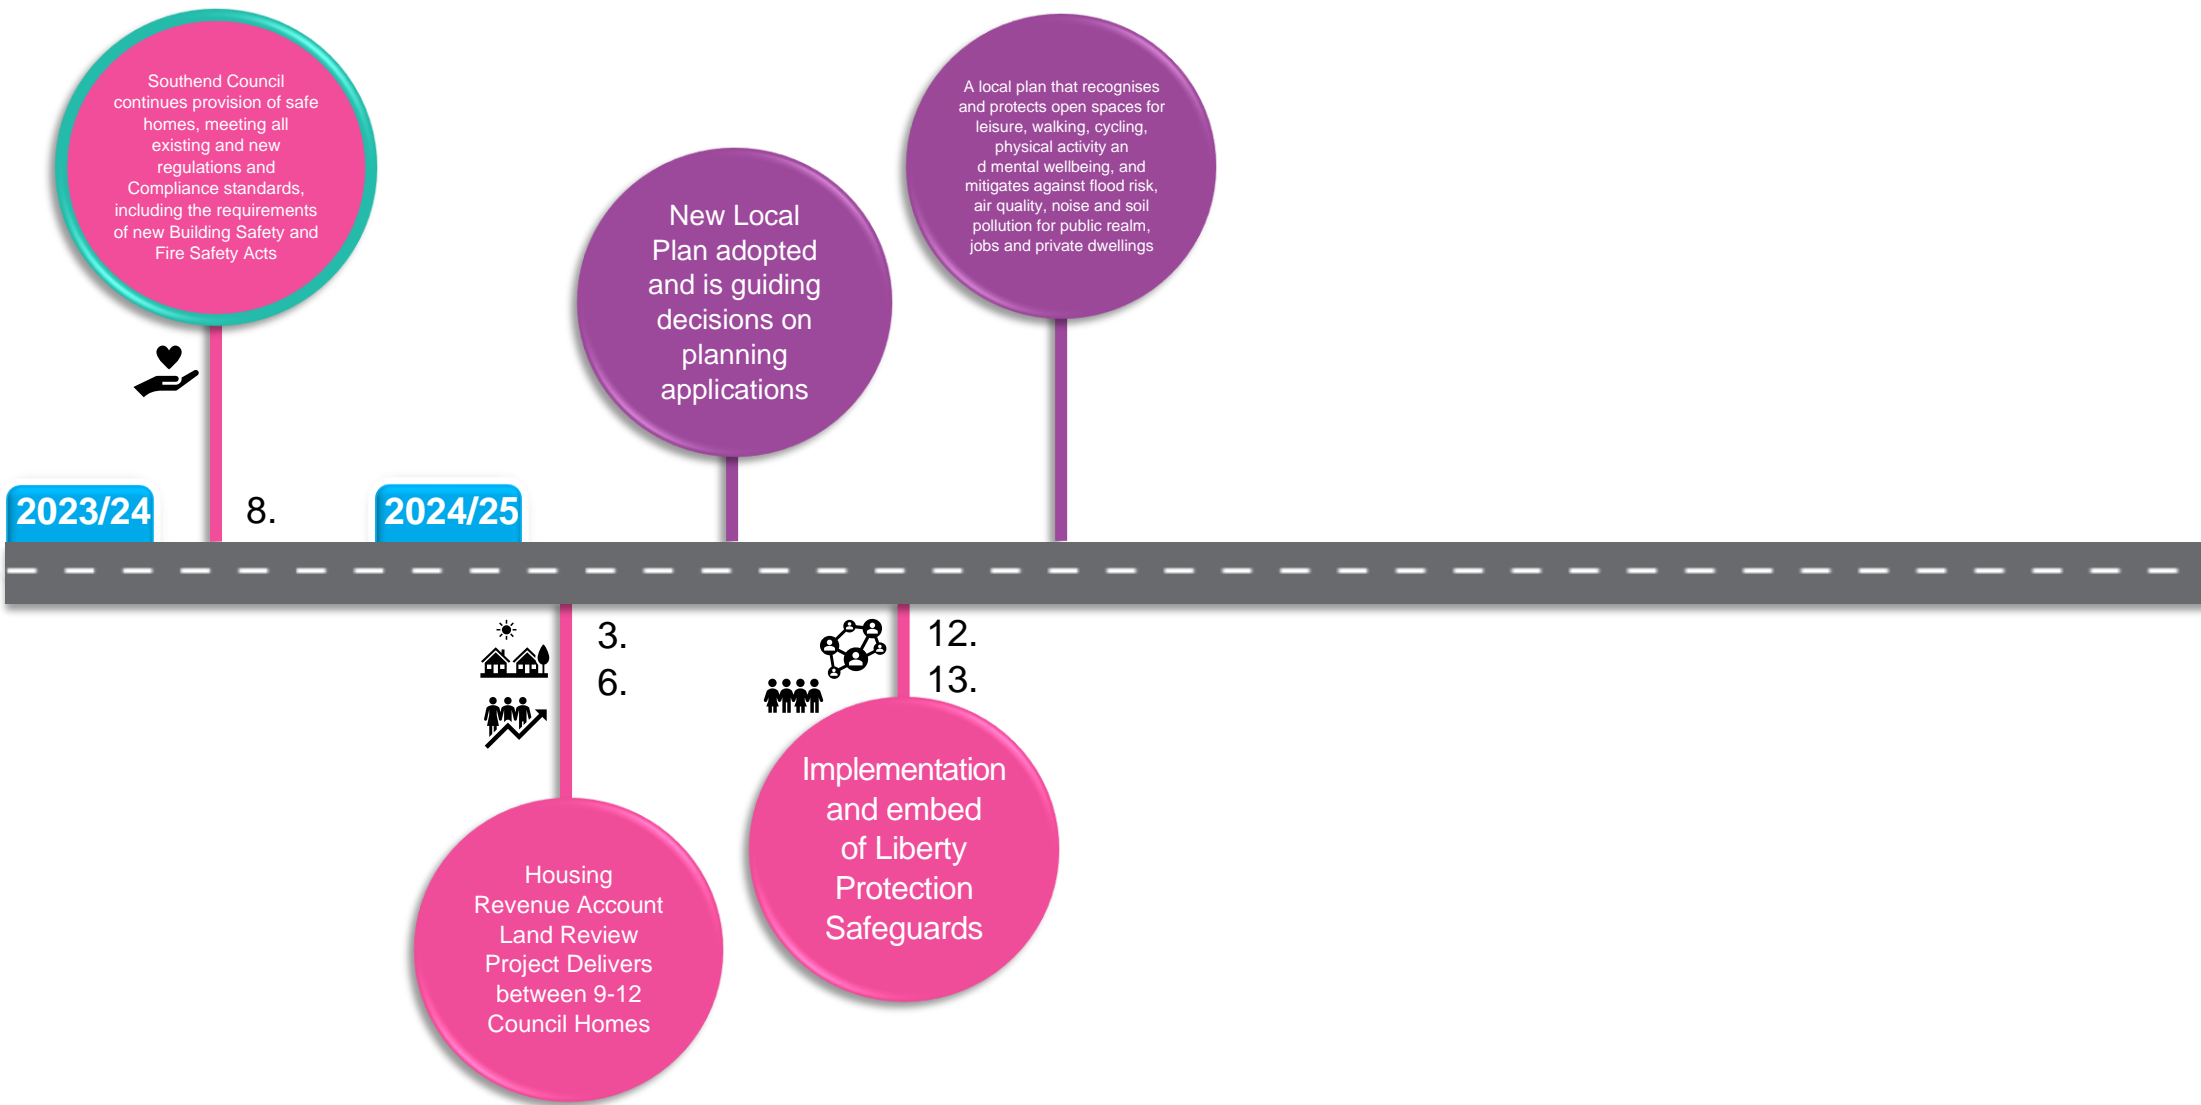 Southend Council
continues provision of safe
homes, meeting all
existing and new
regulations and
Compliance standards,
including the requirements
of new Building Safety and
Fire Safety Acts
New Local
Plan adopted
and is guiding
decisions on
planning
applications
A local plan that recognises
and protects open spaces for
leisure, walking, cycling,
physical activity an
d mental wellbeing, and
mitigates against flood risk,
air quality, noise and soil
pollution for public realm,
jobs and private dwellings
2023/24
8.
2024/25
3.
6.
12.
13.
Housing
Revenue Account
Land Review
Project Delivers
between 9-12
Council Homes
Implementation
and embed
of Liberty
Protection
Safeguards